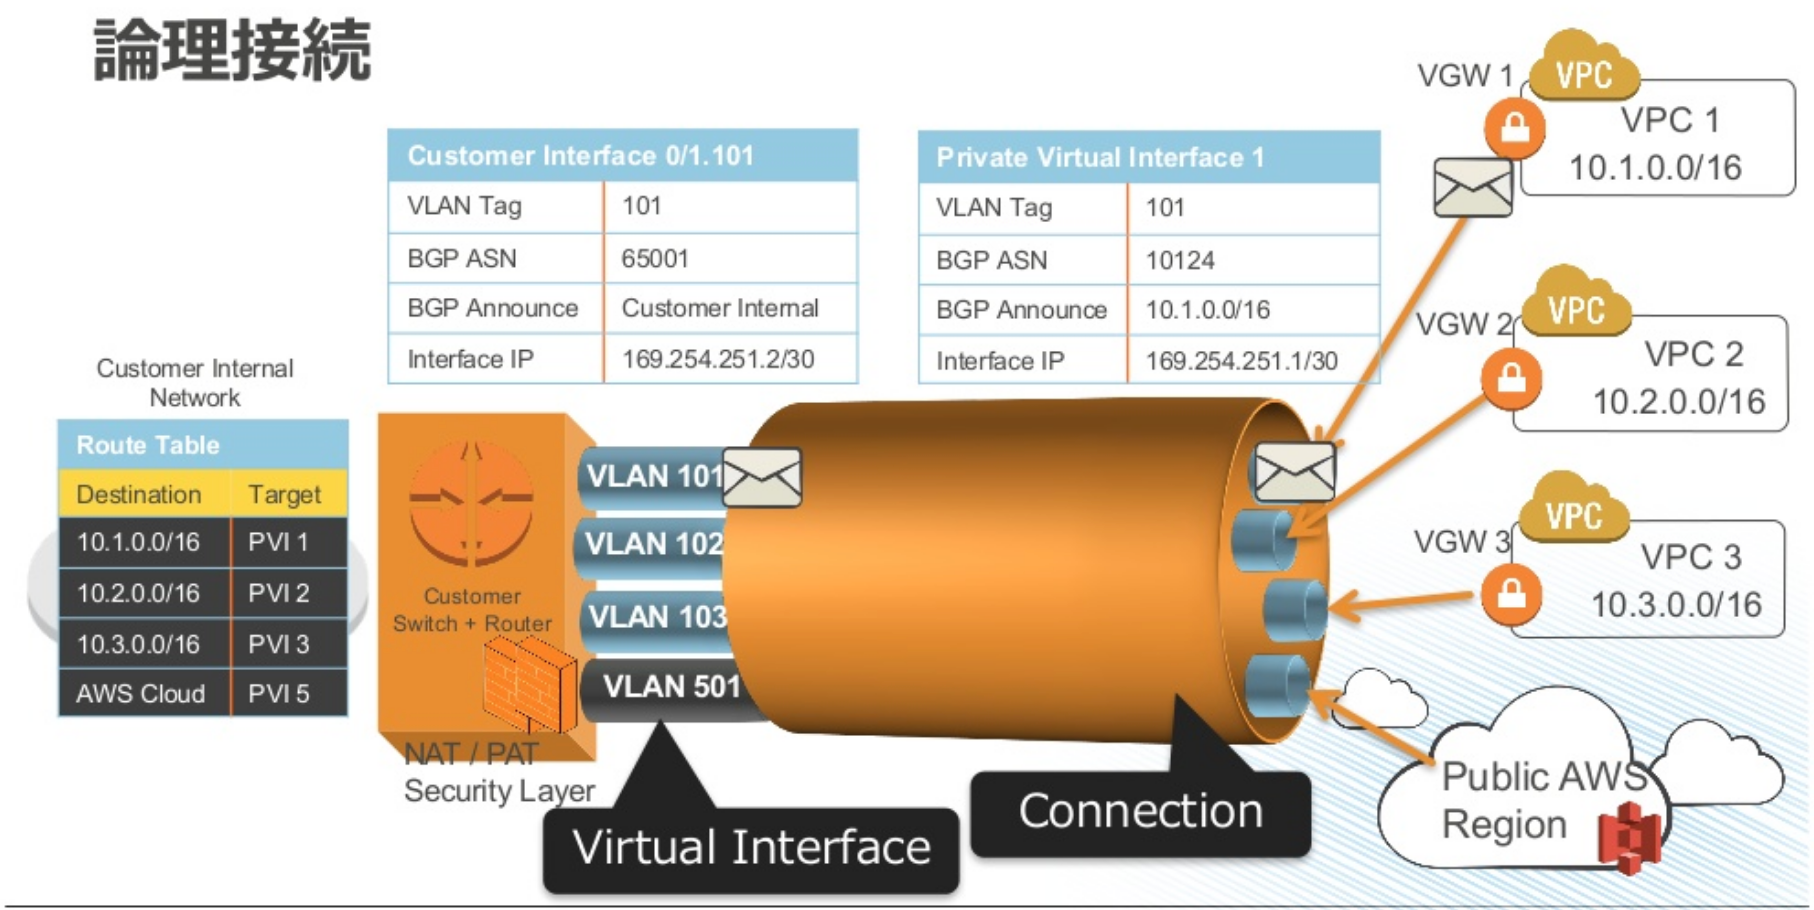 論理接続
Customer Interface 0/1.101
VLAN Tag 101
BGP ASN 65001
BGP Announce Customer Internal
Interface IP 169.254.251.2/30
Private Virtual Interface 1
VLAN Tag 101
BGP ASN 10124
BGP Announce 10.1.0.0/16
Interface IP 169.254.251.1/30
VGW 1
VPC
VPC 1
10.1.0.0/16
VGW 2
VPC
VPC 2
10.2.0.0/16
VGW 3
VPC
VPC 3
10.3.0.0/16
Customer Internal
Network
Route Table
Destination Target
10.1.0.0/16 PVI 1
10.2.0.0/16 PVI 2
10.3.0.0/16 PVI 3
AWS Cloud PVI 5
Customer
Switch + Router
NAT / PAT
Security Layer
VLAN 101
VLAN 102
VLAN 103
VLAN 501
Virtual Interface
Connection
Public AWS
Region